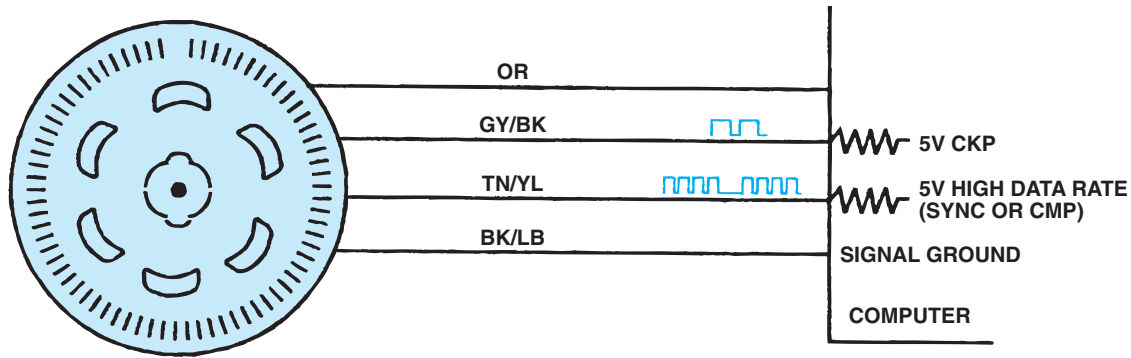 OR
GY/BK
5V CKP
TN/YL
5V HIGH DATA RATE
(SYNC OR CMP)
BK/LB
SIGNAL GROUND
COMPUTER